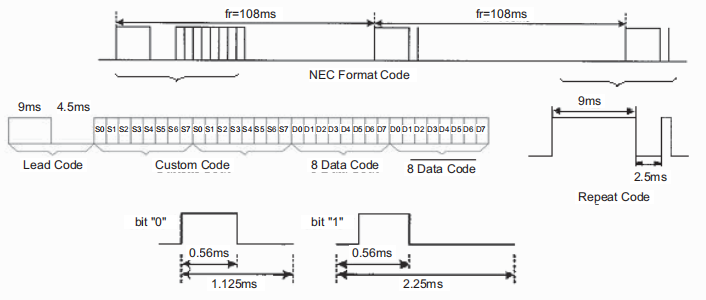 fr=108ms fr=108ms
NEC Format Code
9ms 4.5ms
S0 S1 S2 S3 S4 S5 S6 S7 S0 S1 S2 S3 S4 S5 S6 S7 D0 D1 D2 D3 D4 D5 D6 D7 D0 D1 D2 D3 D4 D5 D6 D7
Lead Code Custom Code 8 Data Code 8 Data Code
9ms
2.5ms
Repeat Code
bit "0" bit "1"
0.56ms 0.56ms
1.125ms 2.25ms